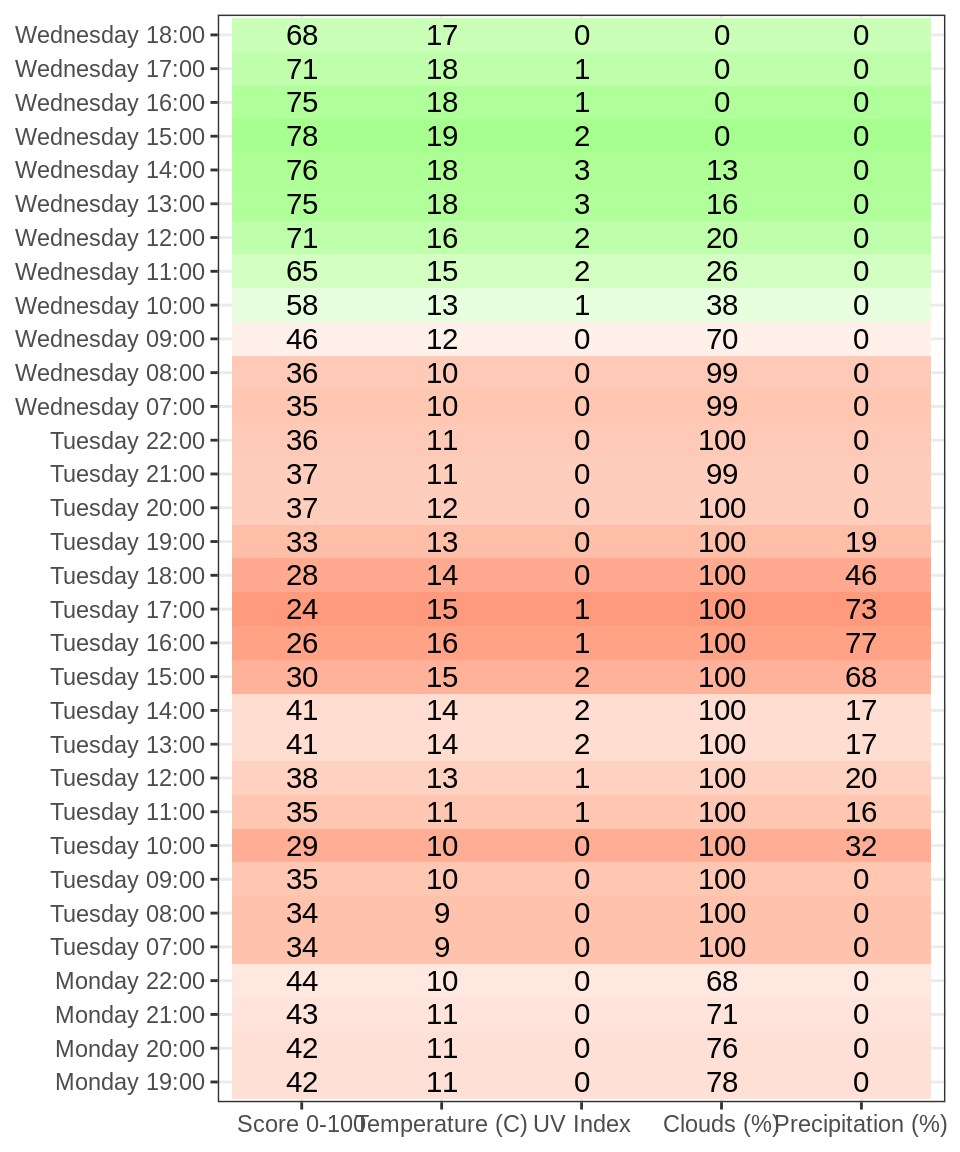 Wednesday 18:00 68 17 0 0 0
Wednesday 17:00 71 18 1 0 0
Wednesday 16:00 75 18 1 0 0
Wednesday 15:00 78 19 2 0 0
Wednesday 14:00 76 18 3 13 0
Wednesday 13:00 75 18 3 16 0
Wednesday 12:00 71 16 2 20 0
Wednesday 11:00 65 15 2 26 0
Wednesday 10:00 58 13 1 38 0
Wednesday 09:00 46 12 0 70 0
Wednesday 08:00 36 10 0 99 0
Wednesday 07:00 35 10 0 99 0
Tuesday 22:00 36 11 0 100 0
Tuesday 21:00 37 11 0 99 0
Tuesday 20:00 37 12 0 100 0
Tuesday 19:00 33 13 0 100 19
Tuesday 18:00 28 14 0 100 46
Tuesday 17:00 24 15 1 100 73
Tuesday 16:00 26 16 1 100 77
Tuesday 15:00 30 15 2 100 68
Tuesday 14:00 41 14 2 100 17
Tuesday 13:00 41 14 2 100 17
Tuesday 12:00 38 13 1 100 20
Tuesday 11:00 35 11 1 100 16
Tuesday 10:00 29 10 0 100 32
Tuesday 09:00 35 10 0 100 0
Tuesday 08:00 34 9 0 100 0
Tuesday 07:00 34 9 0 100 0
Monday 22:00 44 10 0 68 0
Monday 21:00 43 11 0 71 0
Monday 20:00 42 11 0 76 0
Monday 19:00 42 11 0 78 0
Score 0-100 Temperature (C) UV Index Clouds (%) Precipitation (%)